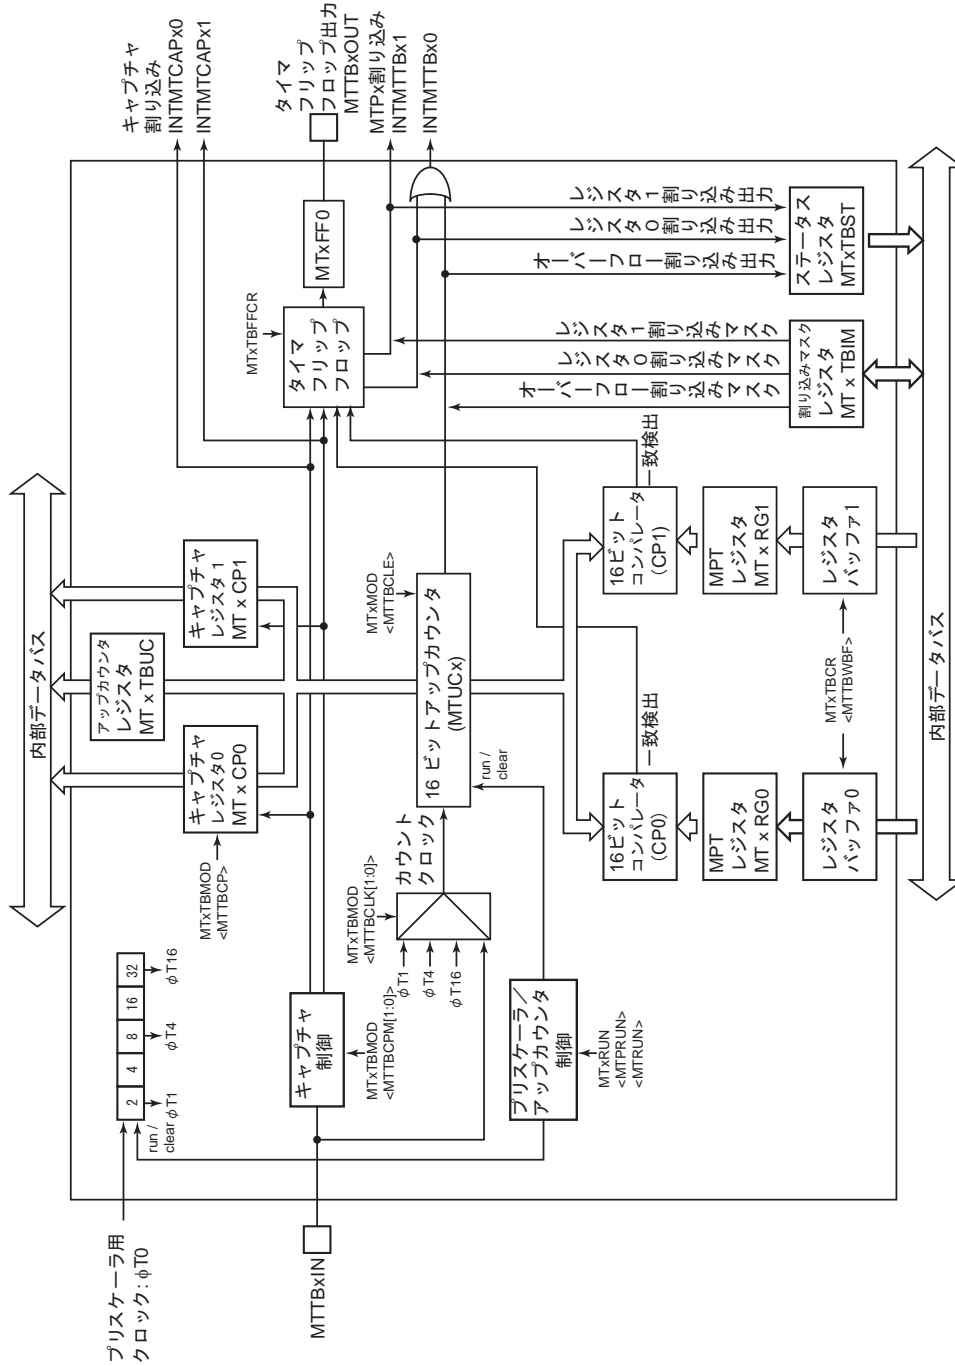 プリスケーラ用
クロック: φT0
run /
clear
2
4
8
16
32
φT1
φT4
φT16
MTTBxIN
キャプチャ
制御
MTxTBMOD
<MTTBCPM[1:0]>
プリスケーラ/
アップカウンタ
制御
MTxRUN
<MTPRUN>
<MTRUN>
φT1
φT4
φT16
MTxTBMOD
<MTTBCLK[1:0]>
カウント
クロック
run /
clear
16 ビットアップカウンタ
(MTUCx)
MTxMOD
<MTTBCLE>
内部データバス
MTxTBMOD
<MTTBCP>
キャプチャ
レジスタ0
MT x CP0
アップカウンタ
レジスタ
MT x TBUC
キャプチャ
レジスタ 1
MT x CP1
キャプチャ
割り込み
INTMTCAPx0
INTMTCAPx1
MTxTBFFCR
タイマ
フリップ
フロップ
MTxFF0
タイマ
フリップ
フロップ出力
MTTBxOUT
MTPx割り込み
INTMTTBx1
INTMTTBx0
レジスタ1割り込み出力
レジスタ0割り込み出力
オーバーフロー割り込み出力
ステータス
レジスタ
MTxTBST
レジスタ1割り込みマスク
レジスタ0割り込みマスク
オーバーフロー割り込みマスク
割り込みマスク
レジスタ
MT x TBIM
16ビット
コンパレータ
(CP0)
一致検出
MPT
レジスタ
MT x RG0
レジスタ
バッファ0
16ビット
コンパレータ
(CP1)
一致検出
MPT
レジスタ
MT x RG1
レジスタ
バッファ1
MTxTBCR
<MTTBWBF>
内部データバス